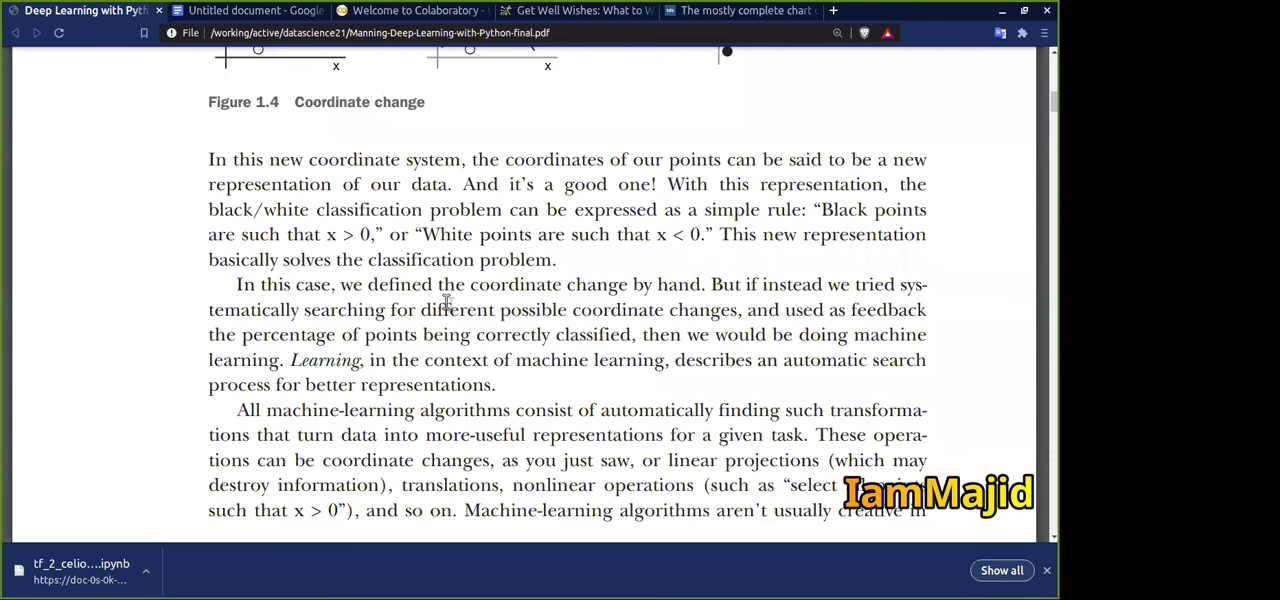 Deep Learning with Pyth
Untitled document - Google
Welcome to Colaboratory -
Get Well Wishes: What to W
The mostly complete chart
File /working/active/datascience21/Manning-Deep-Learning-with-Python-final.pdf
x x
Figure 1.4 Coordinate change
In this new coordinate system, the coordinates of our points can be said to be a new
representation of our data. And it's a good one! With this representation, the
black/white classification problem can be expressed as a simple rule: “Black points
are such that x > 0,” or “White points are such that x < 0.” This new representation
basically solves the classification problem.
In this case, we defined the coordinate change by hand. But if instead we tried sys-
tematically searching for different possible coordinate changes, and used as feedback
the percentage of points being correctly classified, then we would be doing machine
learning. Learning, in the context of machine learning, describes an automatic search
process for better representations.
All machine-learning algorithms consist of automatically finding such transforma-
tions that turn data into more-useful representations for a given task. These opera-
tions can be coordinate changes, as you just saw, or linear projections (which may
destroy information), translations, nonlinear operations (such as “select
such that x > 0”), and so on. Machine-learning algorithms aren't usually creative in
IamMajid
tf_2_celio....ipynb
https://doc-0s-0k-...
Show all